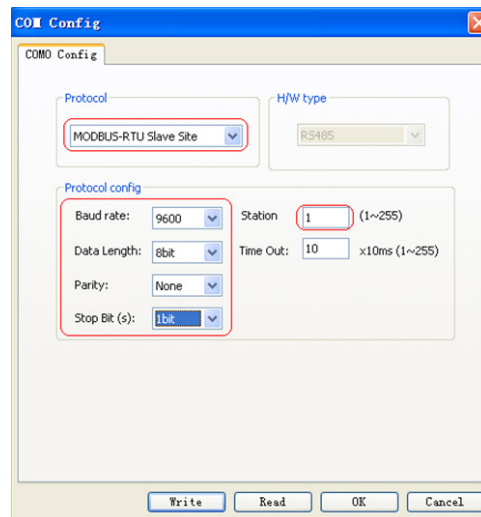 COM Config
COM0 Config
Protocol
H/W type
MODBUS-RTU Slave Site
RS485
Protocol config
Baud rate: 9600 Station 1 (1~255)
Data Length: 8bit Time Out: 10 ×10ms (1~255)
Parity: None
Stop Bit (s): 1bit
Write Read OK Cancel